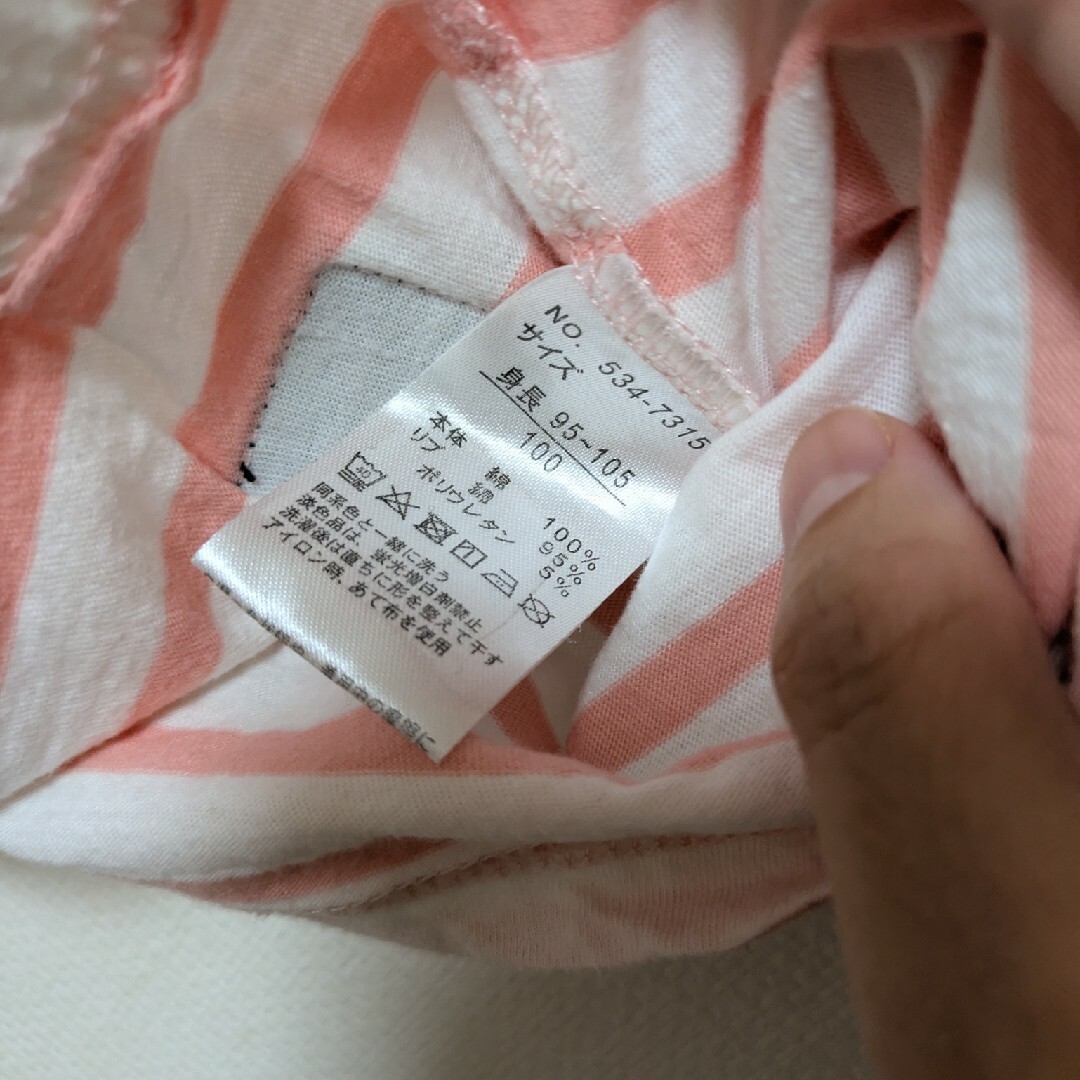 NO. 534-7315
サイズ
身長 95~105
100
本体 綿 100%
リブ 綿 95%
ポリウレタン 5%
40
同系色と一緒に洗う
淡色品は、蛍光増白剤禁止
洗濯後は直ちに形を整えて干す
アイロン時、あて布を使用